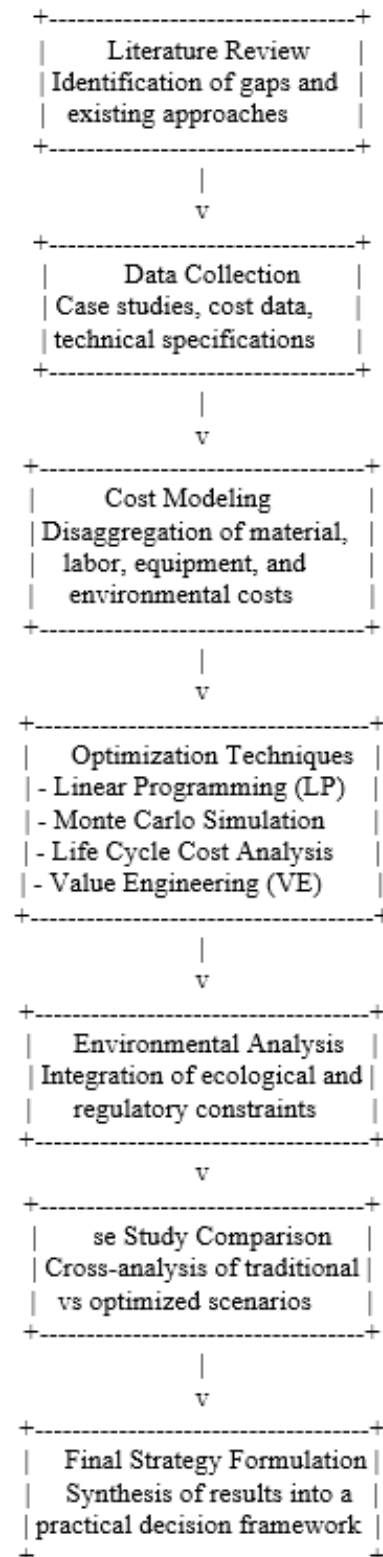 +----------------------------------+
| Literature Review |
| Identification of gaps and |
| existing approaches |
+----------------------------------+
|
v
+----------------------------------+
| Data Collection |
| Case studies, cost data, |
| technical specifications |
+----------------------------------+
|
v
+-----------------------------------+
| Cost Modeling |
| Disaggregation of material, |
| labor, equipment, and |
| environmental costs |
+-----------------------------------+
|
v
+------------------------------------+
| Optimization Techniques |
| - Linear Programming (LP) |
| - Monte Carlo Simulation |
| - Life Cycle Cost Analysis |
| - Value Engineering (VE) |
+------------------------------------+
|
v
+------------------------------------+
| Environmental Analysis |
| Integration of ecological and |
| regulatory constraints |
+------------------------------------+
v
+-----------------------------------+
| se Study Comparison |
| Cross-analysis of traditional |
| vs optimized scenarios |
+-----------------------------------+
|
v
+------------------------------------+
| Final Strategy Formulation |
| Synthesis of results into a |
| practical decision framework |
+------------------------------------+